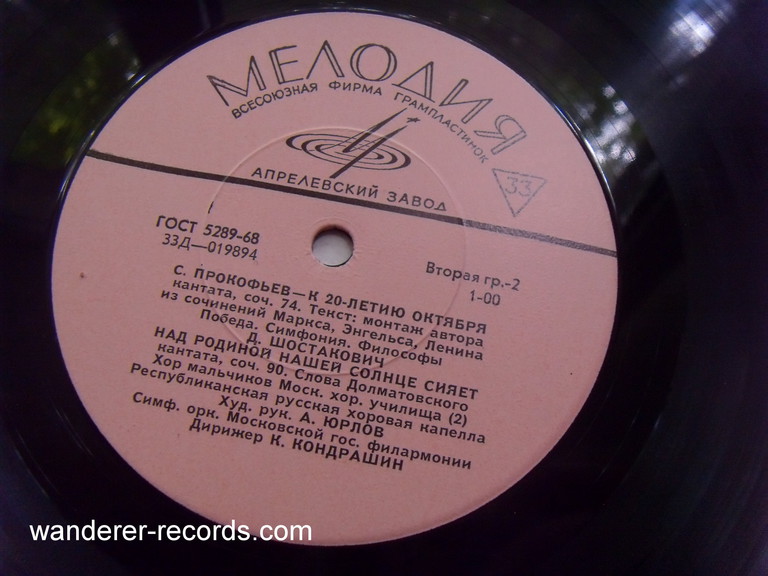 МЕЛОДИЯ
ВСЕСОЮЗНАЯ ФИРМА ГРАМПЛАСТИНОК
33
АПРЕЛЕВСКИЙ ЗАВОД
ГОСТ 5289-68
33Д—019894
Вторая гр.-2
1-00
С. ПРОКОФЬЕВ—К 20-ЛЕТИЮ ОКТЯБРЯ
кантата, соч. 74. Текст: монтаж автора
из сочинений Маркса, Энгельса, Ленина
Победа. Симфония. Философы
Д. ШОСТАКОВИЧ
НАД РОДИНОЙ НАШЕЙ СОЛНЦЕ СИЯЕТ
кантата, соч. 90. Слова Долматовского
Хор мальчиков Моск. хор. училища (2)
Республиканская русская хоровая капелла
Худ. рук. А. ЮРЛОВ
Симф. орк. Московской гос. филармонии
Дирижер К. КОНДРАШИН
wanderer-records.com